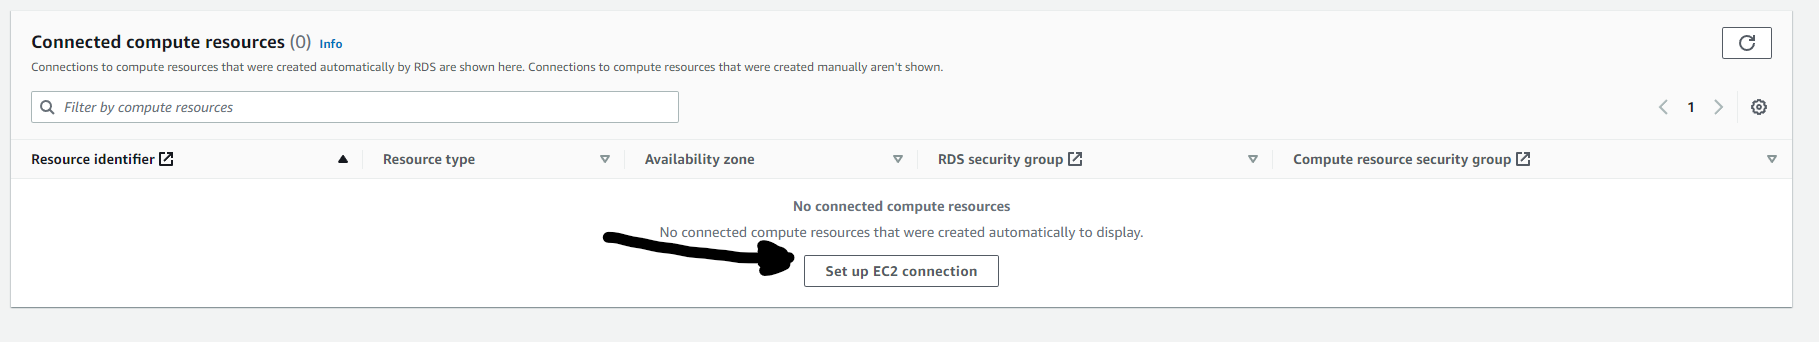 Connected compute resources (0) Info
Connections to compute resources that were created automatically by RDS are shown here. Connections to compute resources that were created manually aren't shown.
Filter by compute resources
1
Resource identifier Resource type Availability zone RDS security group Compute resource security group
No connected compute resources
No connected compute resources that were created automatically to display.
Set up EC2 connection